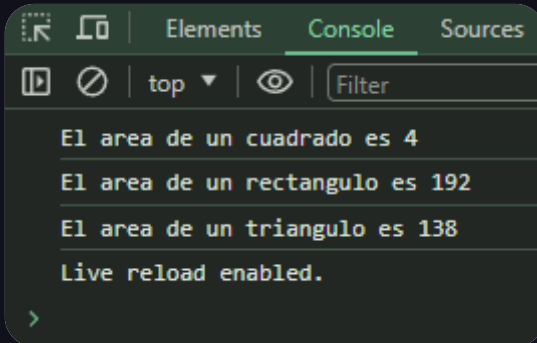 Elements Console Sources
top Filter
El area de un cuadrado es 4
El area de un rectangulo es 192
El area de un triangulo es 138
Live reload enabled.